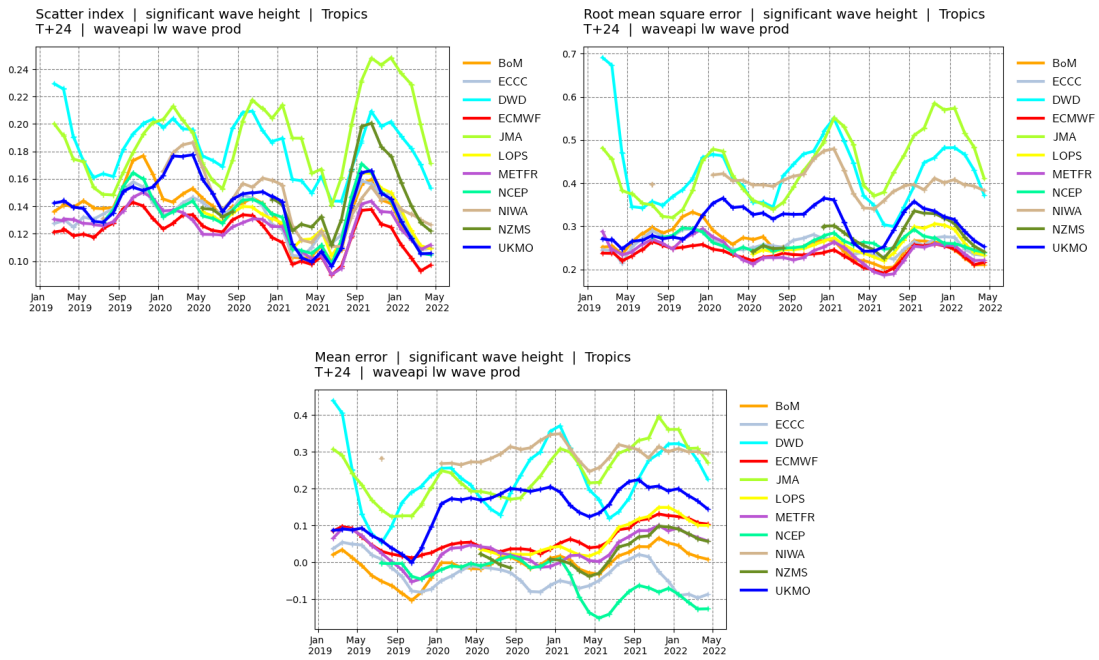 Scatter index | significant wave height | Tropics
T+24 | waveapi lw wave prod
0.24
0.22
0.20
0.18
0.16
0.14
0.12
0.10
Jan May Sep Jan May Sep Jan May Sep Jan May
2019 2019 2019 2020 2020 2020 2021 2021 2021 2022 2022
BoM
ECCC
DWD
ECMWF
JMA
LOPS
METFR
NCEP
NIWA
NZMS
UKMO
Root mean square error | significant wave height | Tropics
T+24 | waveapi lw wave prod
0.7
0.6
0.5
0.4
0.3
0.2
Jan May Sep Jan May Sep Jan May Sep Jan May
2019 2019 2019 2020 2020 2020 2021 2021 2021 2022 2022
BoM
ECCC
DWD
ECMWF
JMA
LOPS
METFR
NCEP
NIWA
NZMS
UKMO
Mean error | significant wave height | Tropics
T+24 | waveapi lw wave prod
0.4
0.3
0.2
0.1
0.0
−0.1
Jan May Sep Jan May Sep Jan May Sep Jan May
2019 2019 2019 2020 2020 2020 2021 2021 2021 2022 2022
BoM
ECCC
DWD
ECMWF
JMA
LOPS
METFR
NCEP
NIWA
NZMS
UKMO